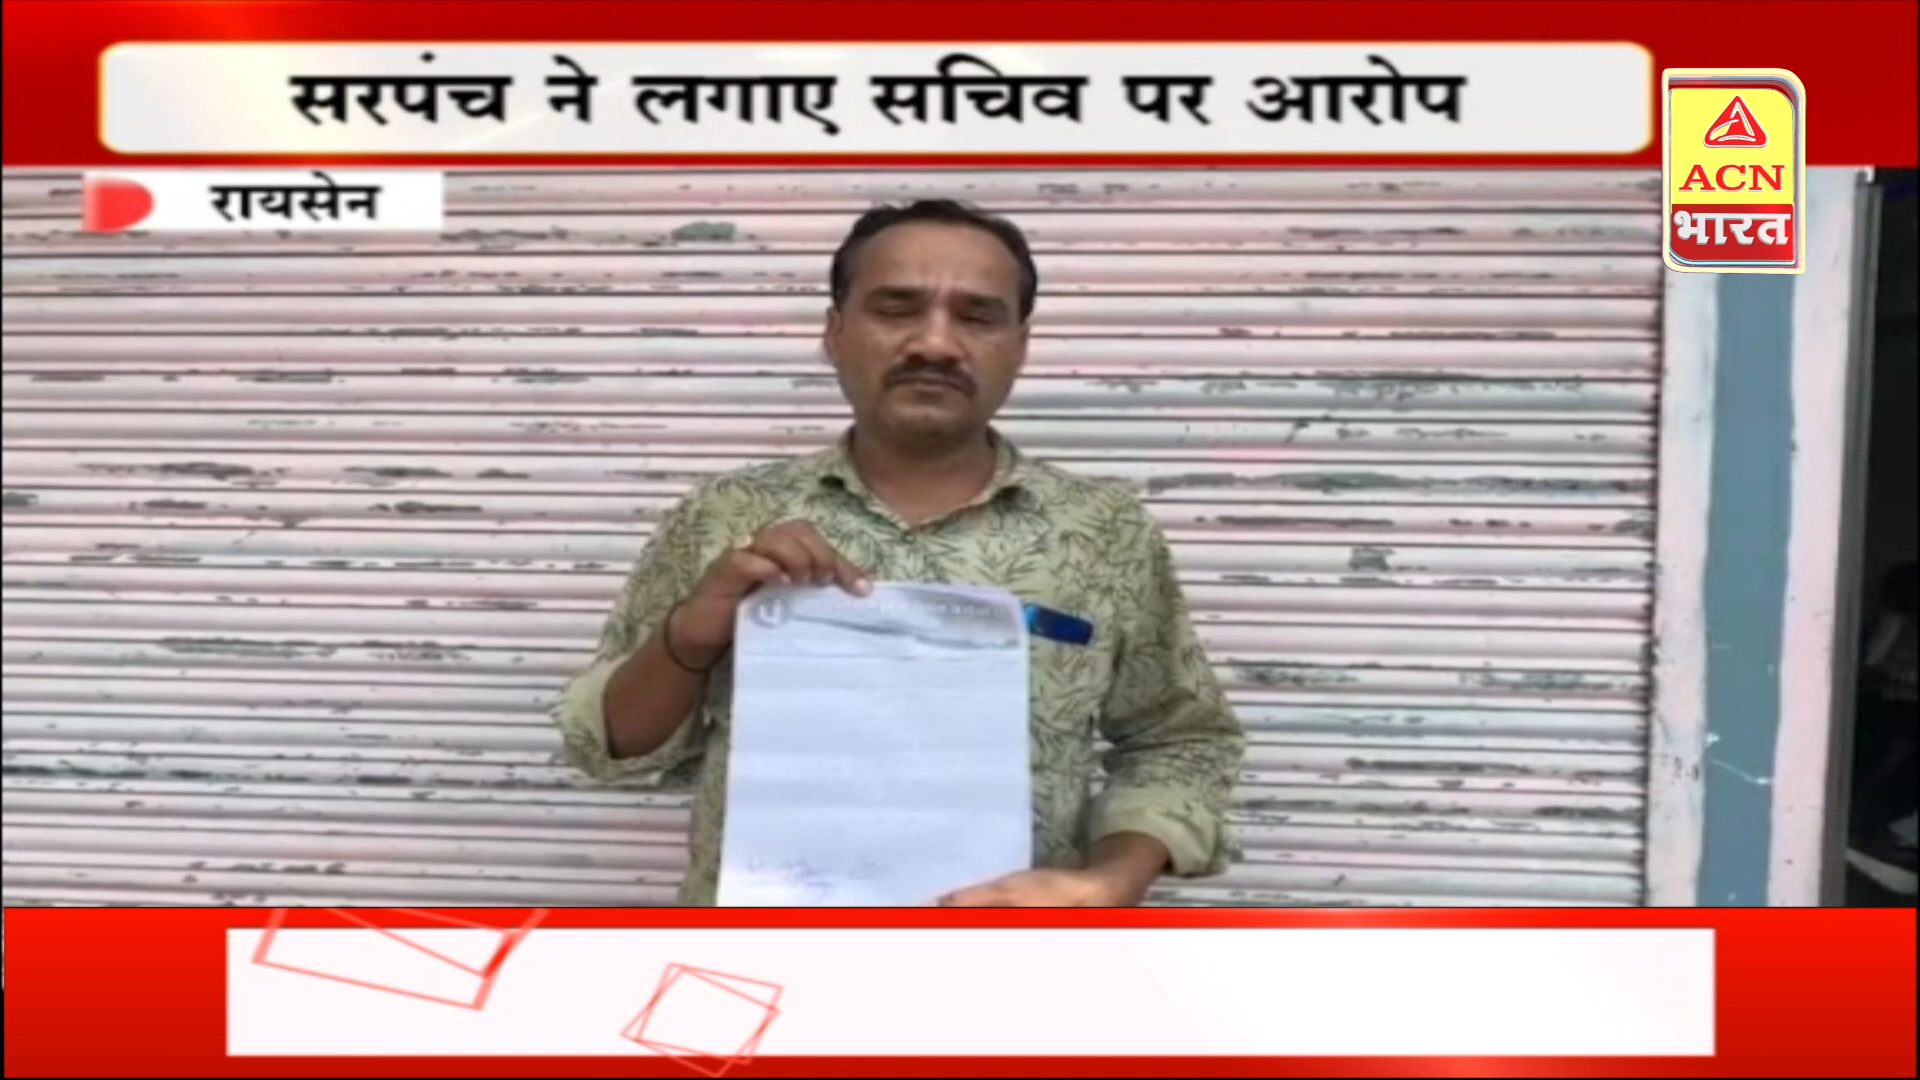 सरपंच ने लगाए सचिव पर आरोप
ACN
भारत
रायसेन